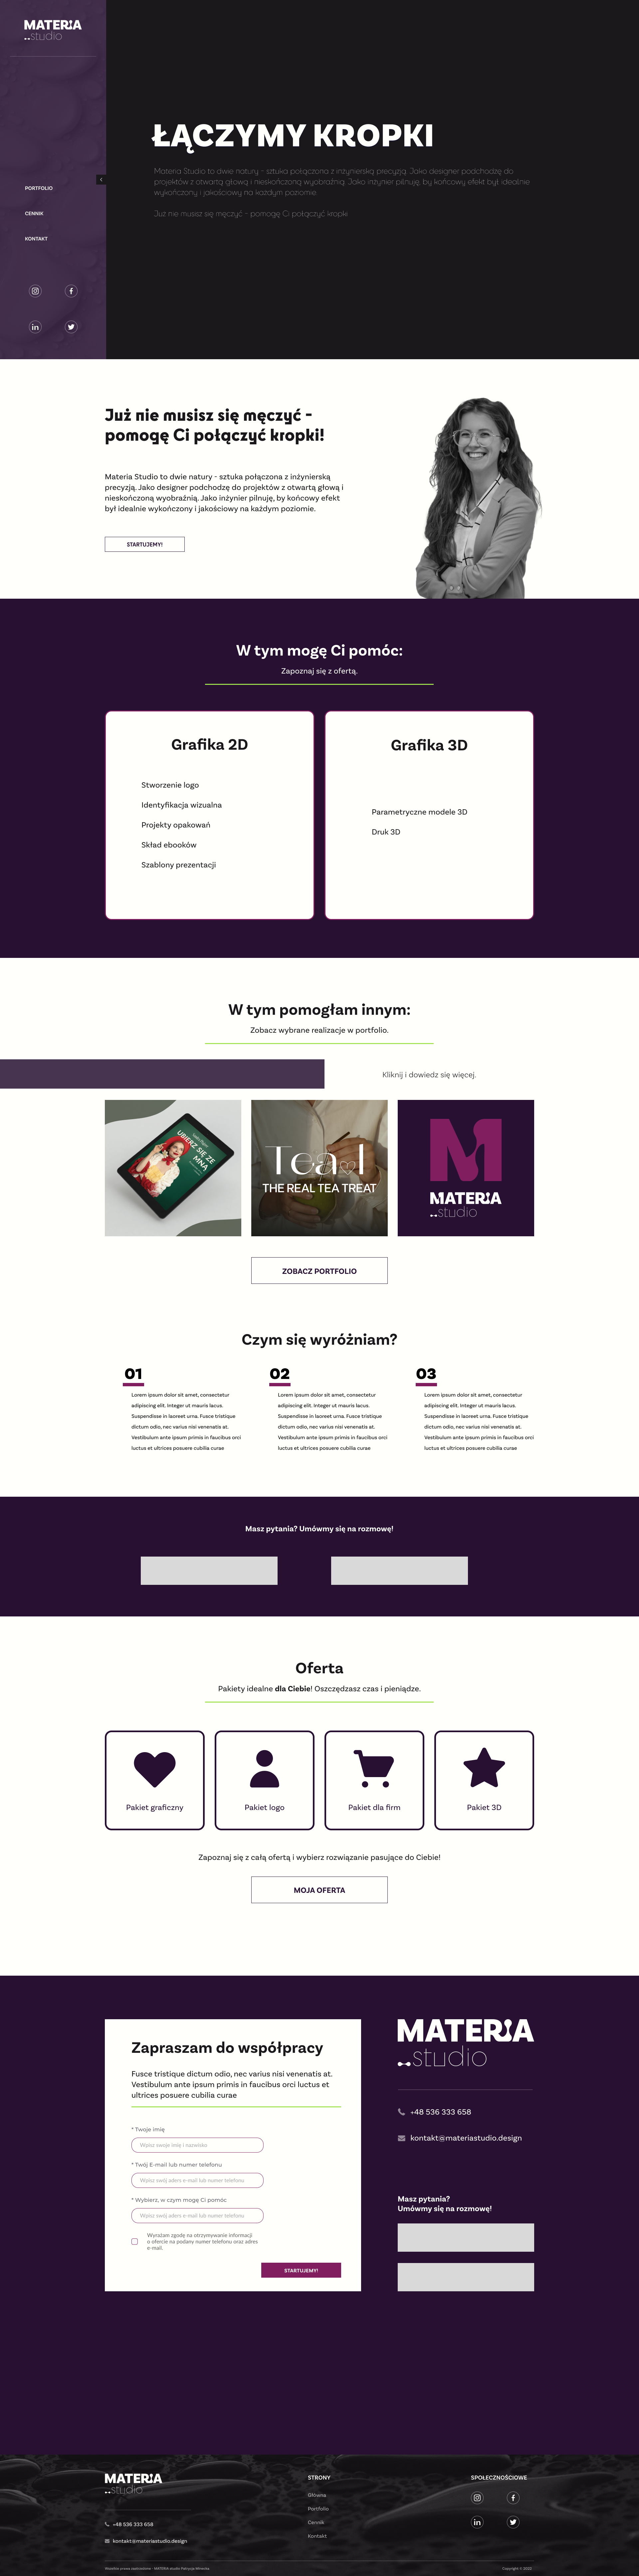 MATERIA
studio
PORTFOLIO
CENNIK
KONTAKT
ŁĄCZYMY KROPKI
Materia Studio to dwie natury - sztuka połączona z inżynierską precyzją. Jako designer podchodzę do
projektów z otwartą głową i nieskończoną wyobraźnią. Jako inżynier pilnuję, by końcowy efekt był idealnie
wykończony i jakościowy na każdym poziomie.
Już nie musisz się męczyć - pomogę Ci połączyć kropki
Już nie musisz się męczyć -
pomogę Ci połączyć kropki!
Materia Studio to dwie natury - sztuka połączona z inżynierską
precyzją. Jako designer podchodzę do projektów z otwartą głową i
nieskończoną wyobraźnią. Jako inżynier pilnuję, by końcowy efekt
był idealnie wykończony i jakościowy na każdym poziomie.
STARTUJEMY!
W tym mogę Ci pomóc:
Zapoznaj się z ofertą.
Grafika 2D
Stworzenie logo
Identyfikacja wizualna
Projekty opakowań
Skład ebooków
Szablony prezentacji
Grafika 3D
Parametryczne modele 3D
Druk 3D
W tym pomogłam innym:
Zobacz wybrane realizacje w portfolio.
Kliknij i dowiedz się więcej.
UBIERZ SIĘ ZE
MNĄ
Tea
THE REAL TEA TREAT
M
MATERIA
studio
ZOBACZ PORTFOLIO
Czym się wyróżniam?
01
Lorem ipsum dolor sit amet, consectetur
adipiscing elit. Integer ut mauris lacus.
Suspendisse in laoreet urna. Fusce tristique
dictum odio, nec varius nisi venenatis at.
Vestibulum ante ipsum primis in faucibus orci
luctus et ultrices posuere cubilia curae
02
Lorem ipsum dolor sit amet, consectetur
adipiscing elit. Integer ut mauris lacus.
Suspendisse in laoreet urna. Fusce tristique
dictum odio, nec varius nisi venenatis at.
Vestibulum ante ipsum primis in faucibus orci
luctus et ultrices posuere cubilia curae
03
Lorem ipsum dolor sit amet, consectetur
adipiscing elit. Integer ut mauris lacus.
Suspendisse in laoreet urna. Fusce tristique
dictum odio, nec varius nisi venenatis at.
Vestibulum ante ipsum primis in faucibus orci
luctus et ultrices posuere cubilia curae
Masz pytania? Umówmy się na rozmowę!
Oferta
Pakiety idealne dla Ciebie! Oszczędzasz czas i pieniądze.
Pakiet graficzny
Pakiet logo
Pakiet dla firm
Pakiet 3D
Zapoznaj się z całą ofertą i wybierz rozwiązanie pasujące do Ciebie!
MOJA OFERTA
Zapraszam do współpracy
Fusce tristique dictum odio, nec varius nisi venenatis at.
Vestibulum ante ipsum primis in faucibus orci luctus et
ultrices posuere cubilia curae
* Twoje imię
Wpisz swoje imię i nazwisko
* Twój E-mail lub numer telefonu
Wpisz swój aders e-mail lub numer telefonu
* Wybierz, w czym mogę Ci pomóc
Wpisz swój aders e-mail lub numer telefonu
Wyrażam zgodę na otrzymywanie informacji
o ofercie na podany numer telefonu oraz adres
e-mail.
STARTUJEMY!
MATERIA
studio
+48 536 333 658
kontakt@materiastudio.design
Masz pytania?
Umówmy się na rozmowę!
MATERIA
studio
+48 536 333 658
kontakt@materiastudio.design
STRONY
Główna
Portfolio
Cennik
Kontakt
SPOŁECZNOŚCIOWE
Wszelkie prawa zastrzeżone - MATERIA studio
Copyright © 2022